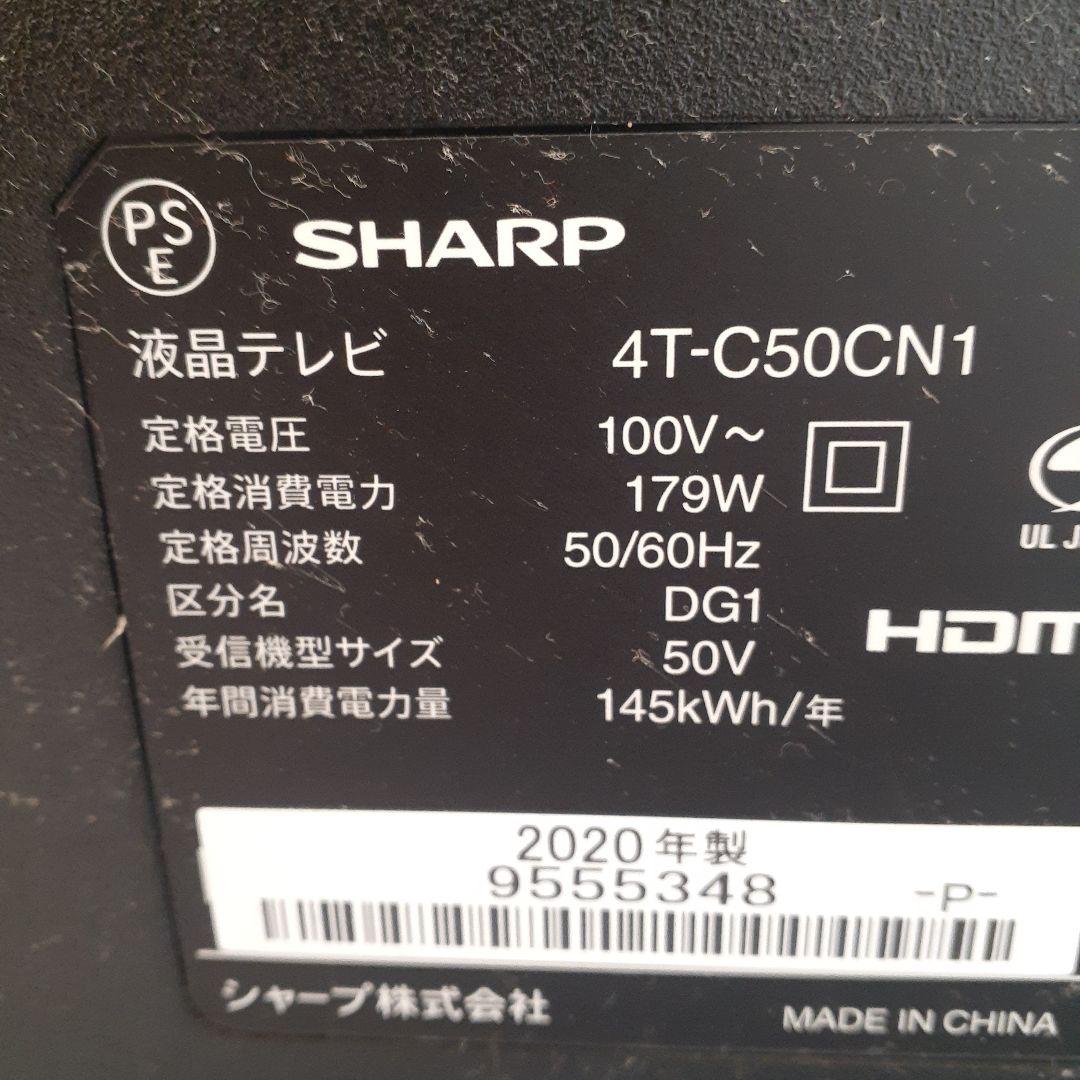 PS
E
SHARP
液晶テレビ 4T-C50CN1
定格電圧 100V～
定格消費電力 179W
定格周波数 50/60Hz
UL J
区分名 DG1
HDM
受信機型サイズ 50V
年間消費電力量 145kWh/年
2020年製
9555348 -P-
シャープ株式会社
MADE IN CHINA